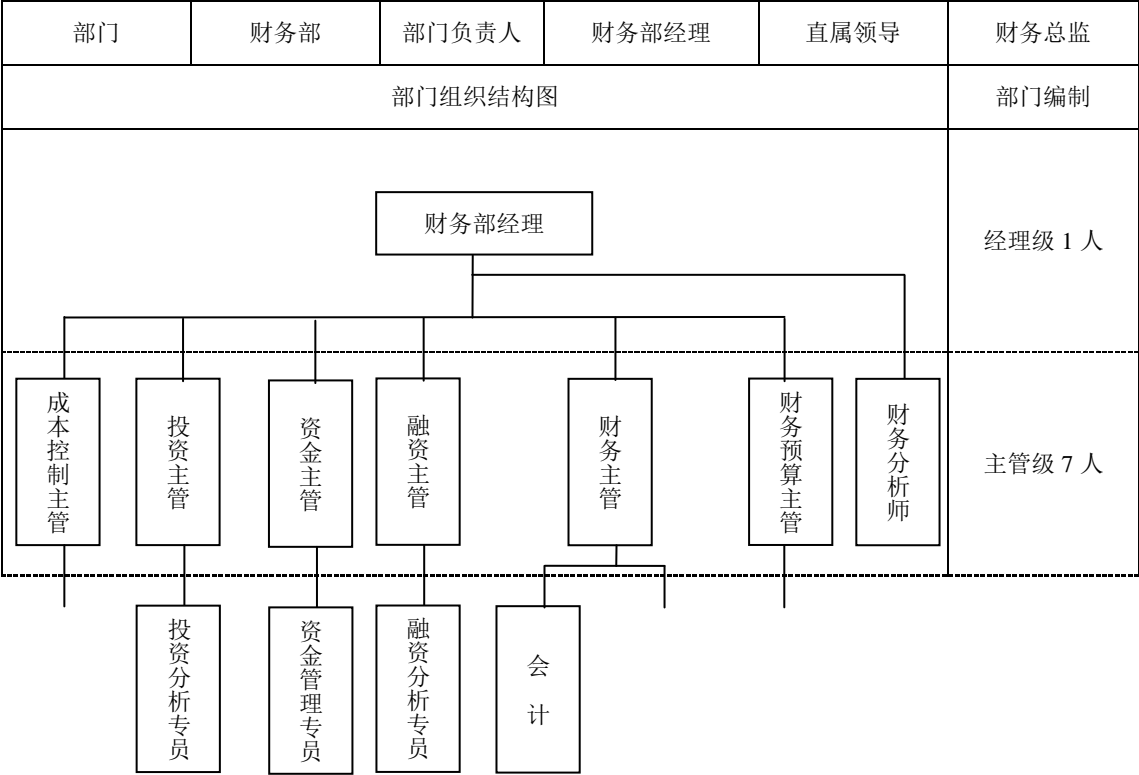 部门 财务部 部门负责人 财务部经理 直属领导 财务总监
部门组织结构图 部门编制
财务部经理
经理级 1 人
成本控制主管
投资主管
资金主管
融资主管
财务主管
财务预算主管
财务分析师
主管级 7 人
投资分析专员
资金管理专员
融资分析专员
会计